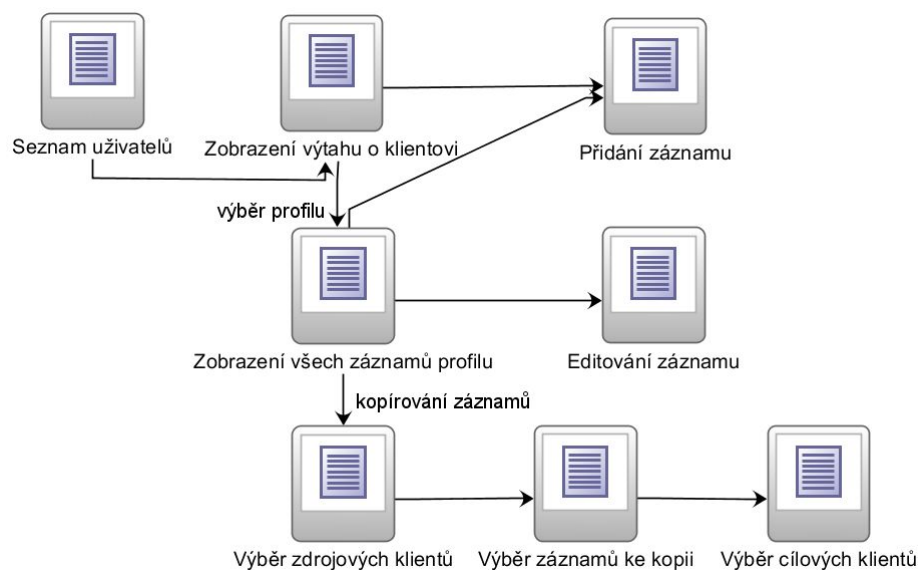 Seznam uživatelů
Zobrazení výtahu o klientovi
Přidání záznamu
výběr profilu
Zobrazení všech záznamů profilu
Editování záznamu
kopírování záznamů
Výběr zdrojových klientů
Výběr záznamů ke kopii
Výběr cílových klientů